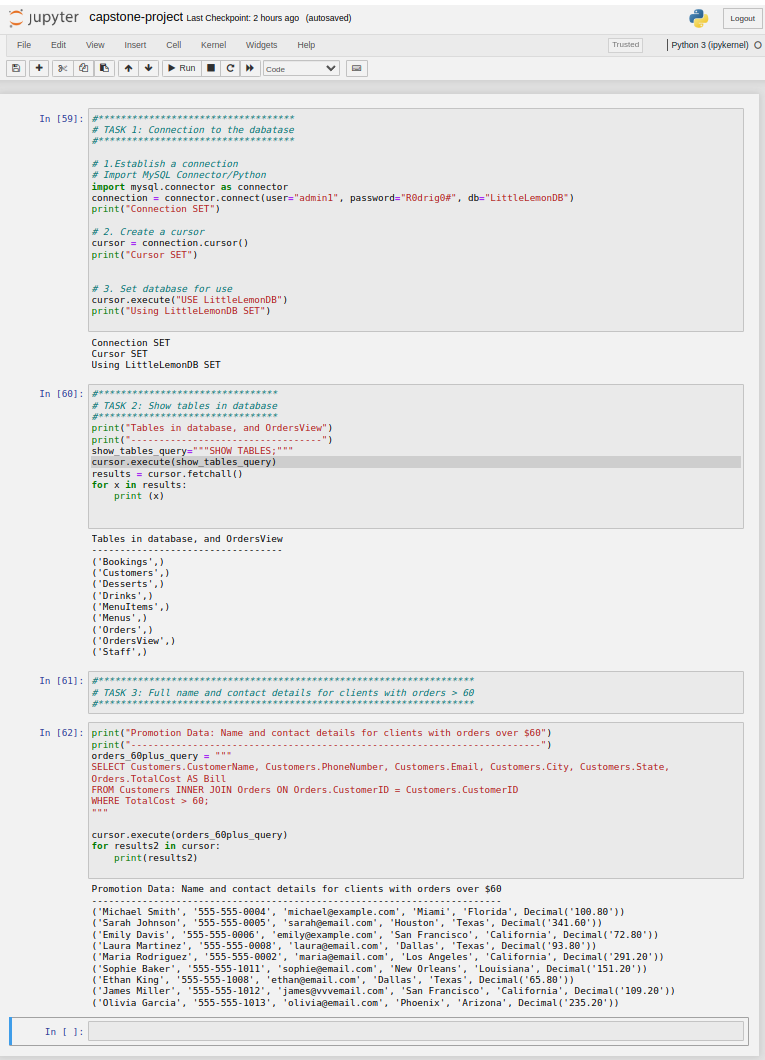 jupyter capstone-project Last Checkpoint: 2 hours ago (autosaved)
Logout
File Edit View Insert Cell Kernel Widgets Help
Trusted Python 3 (ipykernel)
Run Code
In [59]:
#***********************************
# TASK 1: Connection to the dabatase
#***********************************
# 1.Establish a connection
# Import MySQL Connector/Python
import mysql.connector as connector
connection = connector.connect(user="admin1", password="R0drig0#", db="LittleLemonDB")
print("Connection SET")
# 2. Create a cursor
cursor = connection.cursor()
print("Cursor SET")
# 3. Set database for use
cursor.execute("USE LittleLemonDB")
print("Using LittleLemonDB SET")
Connection SET
Cursor SET
Using LittleLemonDB SET
In [60]:
#********************************
# TASK 2: Show tables in database
#********************************
print("Tables in database, and OrdersView")
print("----------------------------------")
show_tables_query="""SHOW TABLES;"""
cursor.execute(show_tables_query)
results = cursor.fetchall()
for x in results:
    print (x)
Tables in database, and OrdersView
----------------------------------
('Bookings',)
('Customers',)
('Desserts',)
('Drinks',)
('MenuItems',)
('Menus',)
('Orders',)
('OrdersView',)
('Staff',)
In [61]:
#*******************************************************************
# TASK 3: Full name and contact details for clients with orders > 60
#*******************************************************************
In [62]:
print("Promotion Data: Name and contact details for clients with orders over $60")
print("-------------------------------------------------------------------------")
orders_60plus_query = """
SELECT Customers.CustomerName, Customers.PhoneNumber, Customers.Email, Customers.City, Customers.State,
Orders.TotalCost AS Bill
FROM Customers INNER JOIN Orders ON Orders.CustomerID = Customers.CustomerID
WHERE TotalCost > 60;
"""
cursor.execute(orders_60plus_query)
for results2 in cursor:
    print(results2)
Promotion Data: Name and contact details for clients with orders over $60
-------------------------------------------------------------------------
('Michael Smith', '555-555-0004', 'michael@example.com', 'Miami', 'Florida', Decimal('100.80'))
('Sarah Johnson', '555-555-0005', 'sarah@email.com', 'Houston', 'Texas', Decimal('341.60'))
('Emily Davis', '555-555-0006', 'emily@example.com', 'San Francisco', 'California', Decimal('72.80'))
('Laura Martinez', '555-555-0008', 'laura@email.com', 'Dallas', 'Texas', Decimal('93.80'))
('Maria Rodriguez', '555-555-0002', 'maria@email.com', 'Los Angeles', 'California', Decimal('291.20'))
('Sophie Baker', '555-555-1011', 'sophie@email.com', 'New Orleans', 'Louisiana', Decimal('151.20'))
('Ethan King', '555-555-1008', 'ethan@email.com', 'Dallas', 'Texas', Decimal('65.80'))
('James Miller', '555-555-1012', 'james@vvvemail.com', 'San Francisco', 'California', Decimal('109.20'))
('Olivia Garcia', '555-555-1013', 'olivia@email.com', 'Phoenix', 'Arizona', Decimal('235.20'))
In [ ]: